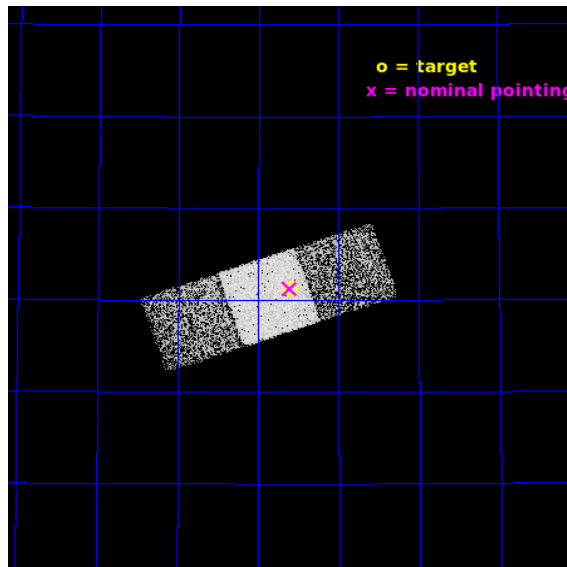 o = target
x = nominal pointing